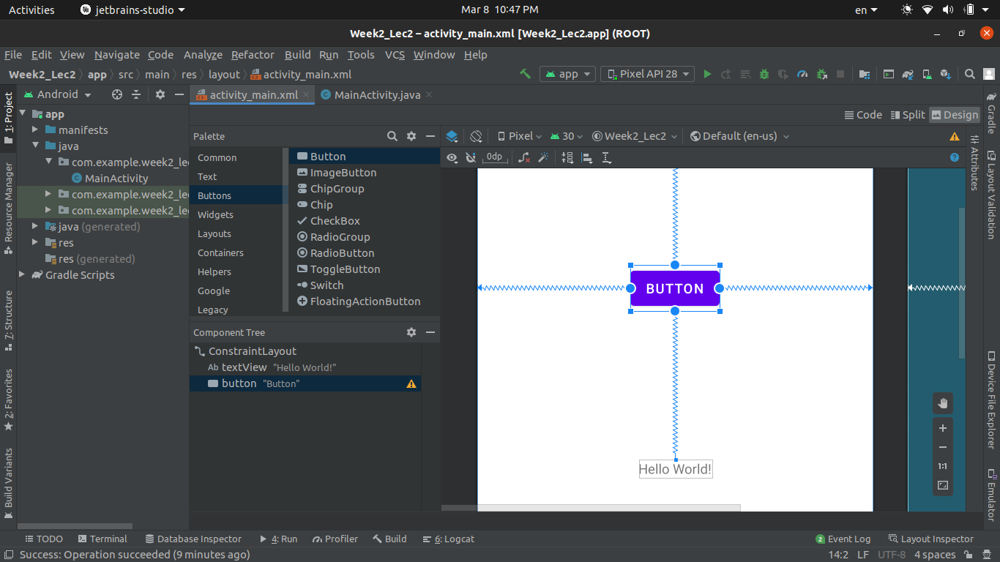 Activities jetbrains-studio Mar 8 10:47 PM en
Week2_Lec2 – activity_main.xml [Week2_Lec2.app] (ROOT)
File Edit View Navigate Code Analyze Refactor Build Run Tools VCS Window Help
Week2_Lec2 app src main res layout activity_main.xml app Pixel API 28
1: Project
Resource Manager
7: Structure
2: Favorites
Build Variants
Android
app
manifests
java
com.example.week2_lec
MainActivity
com.example.week2_lec
com.example.week2_lec
java (generated)
res
res (generated)
Gradle Scripts
activity_main.xml MainActivity.java
Code Split Design
Palette
Common
Text
Buttons
Widgets
Layouts
Containers
Helpers
Google
Legacy
Button
ImageButton
ChipGroup
Chip
CheckBox
RadioGroup
RadioButton
ToggleButton
Switch
FloatingActionButton
Component Tree
ConstraintLayout
Ab textView "Hello World!"
button "Button"
Pixel 30 Week2_Lec2 Default (en-us)
0dp
BUTTON
Hello World!
1:1
Attributes
Gradle
Layout Validation
Device File Explorer
Emulator
TODO Terminal Database Inspector 4: Run Profiler Build 6: Logcat 2 Event Log Layout Inspector
Success: Operation succeeded (9 minutes ago) 14:2 LF UTF-8 4 spaces